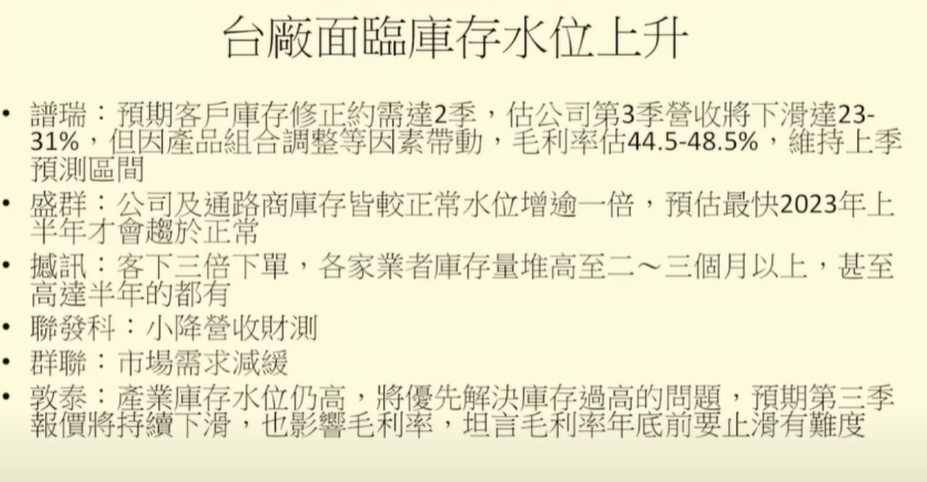 台廠面臨庫存水位上升
• 譜瑞：預期客戶庫存修正約需達2季，估公司第3季營收將下滑達23-
31%，但因產品組合調整等因素帶動，毛利率估44.5-48.5%，維持上季
預測區間
• 盛群：公司及通路商庫存皆較正常水位增逾一倍，預估最快2023年上
半年才會趨於正常
• 撼訊：客下三倍下單，各家業者庫存量堆高至二～三個月以上，甚至
高達半年的都有
• 聯發科：小降營收財測
• 群聯：市場需求減緩
• 敦泰：產業庫存水位仍高，將優先解決庫存過高的問題，預期第三季
報價將持續下滑，也影響毛利率，坦言毛利率年底前要止滑有難度